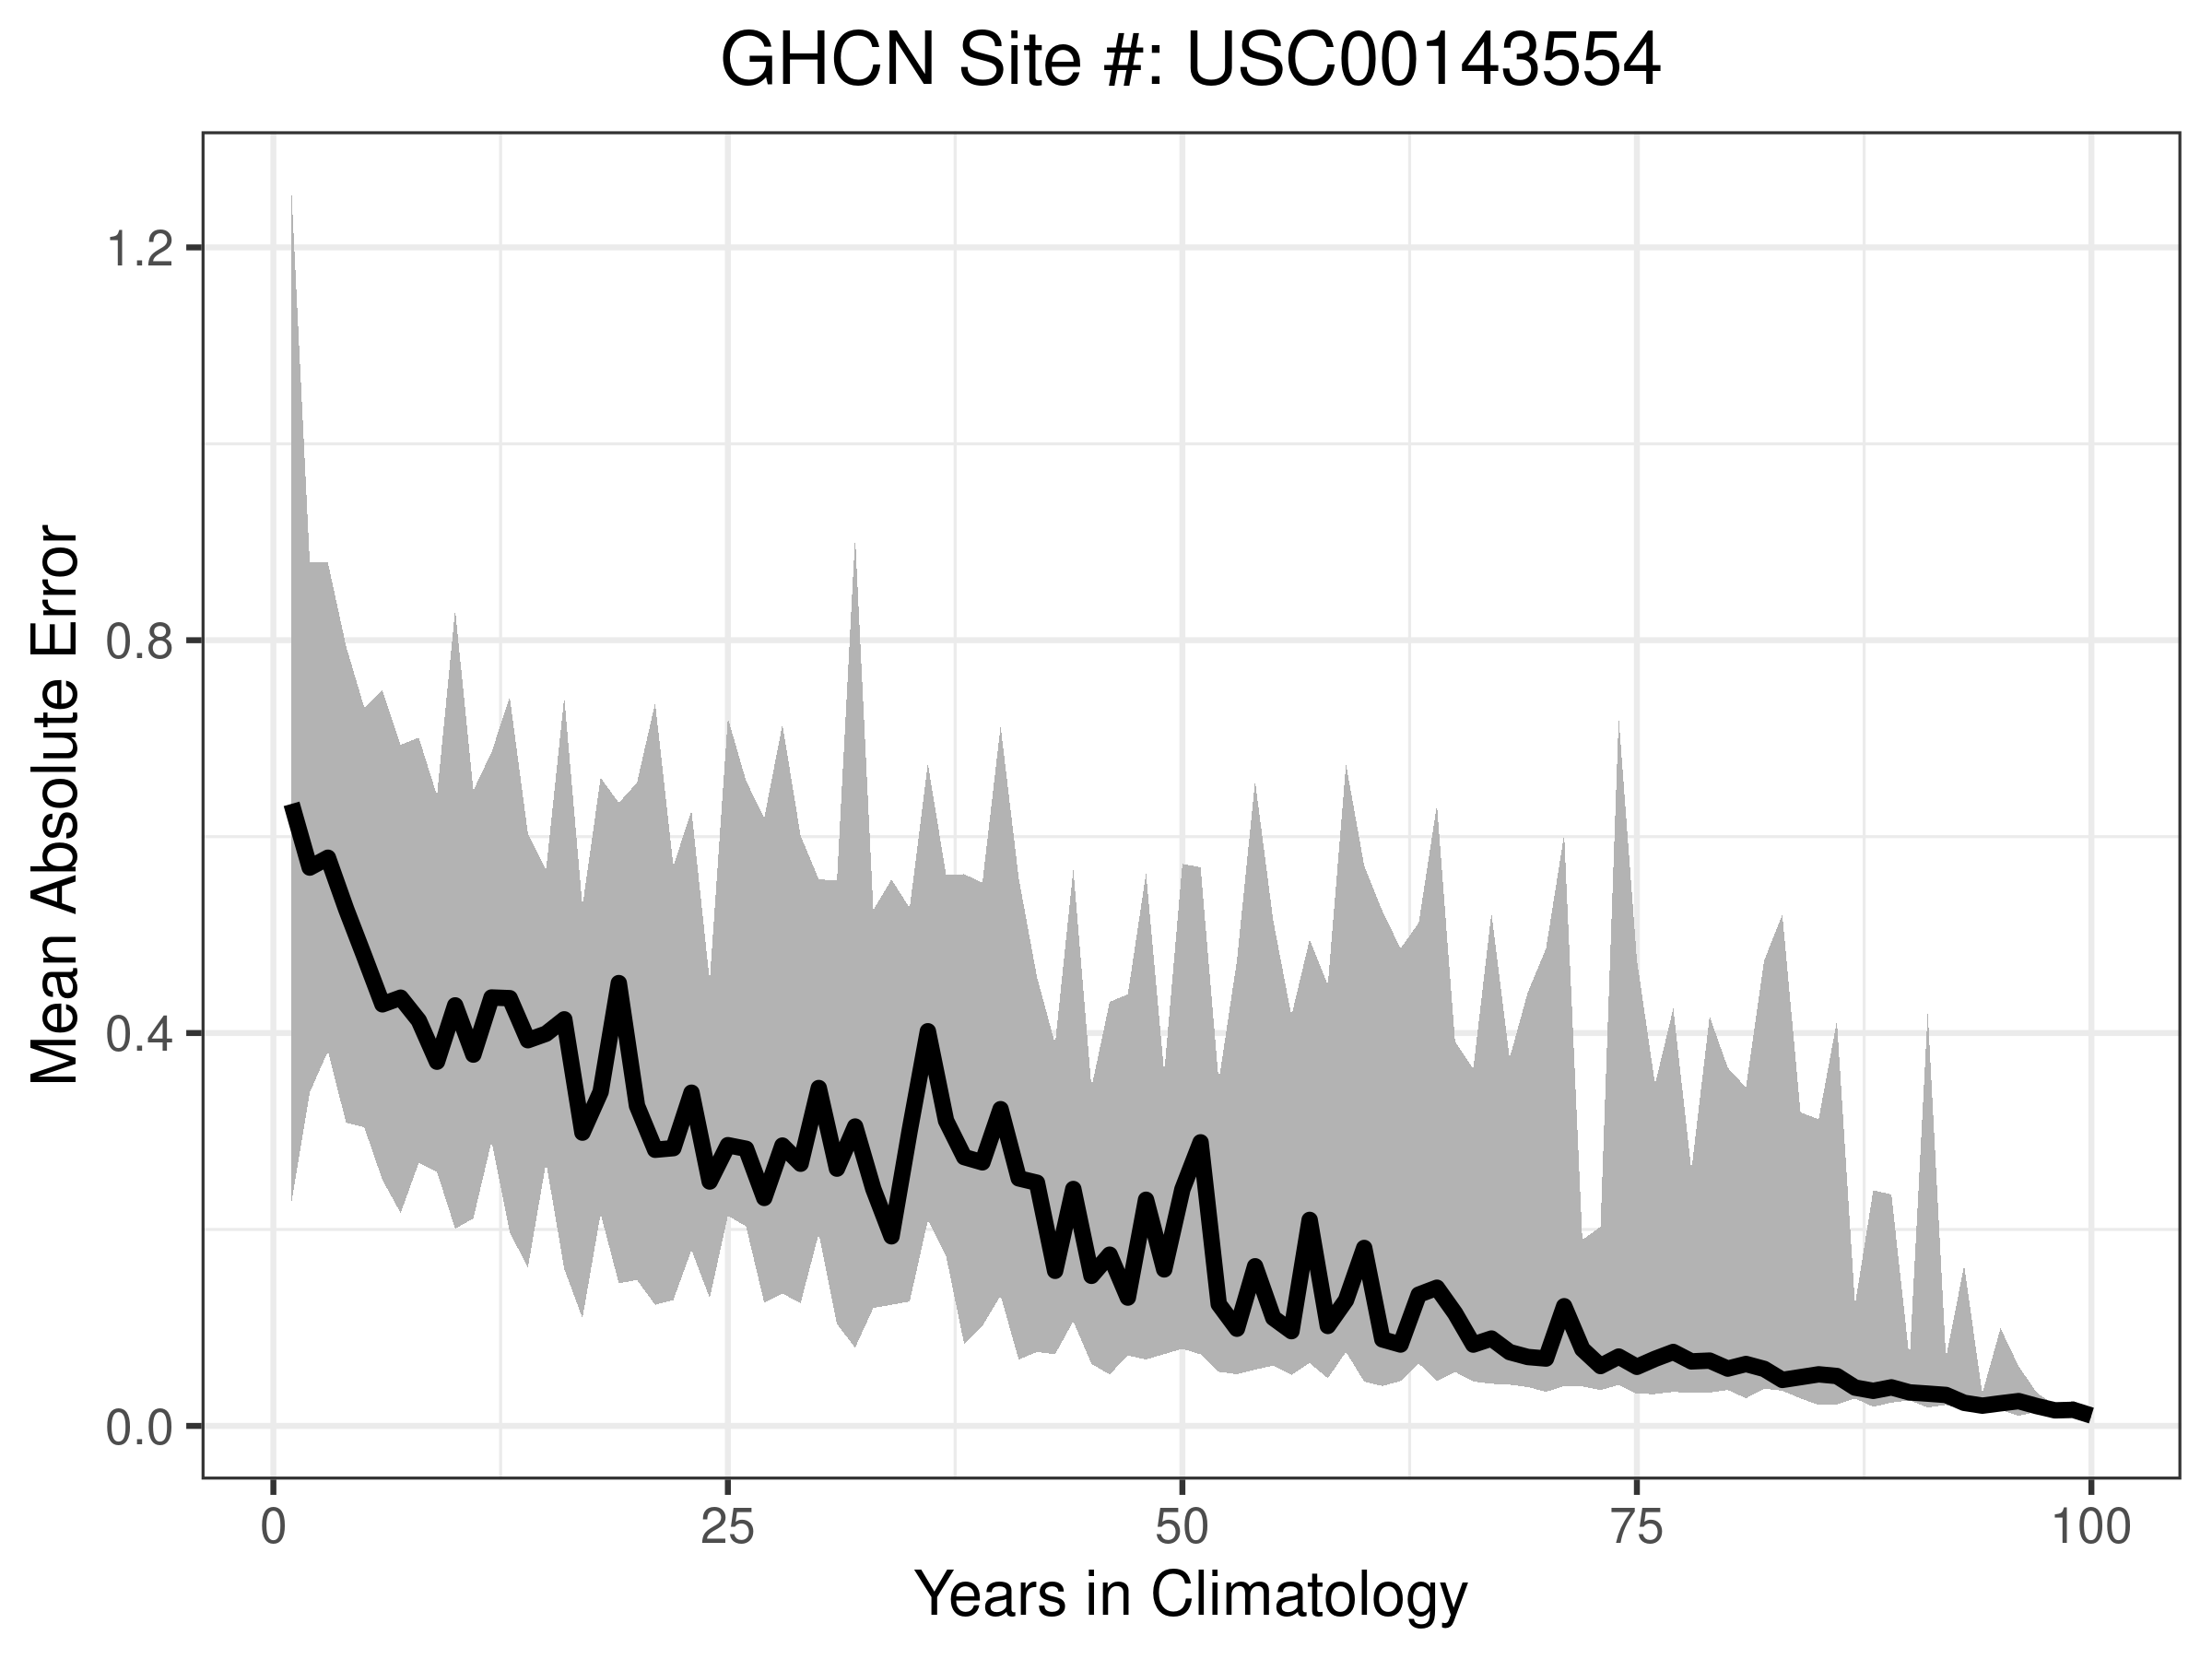 GHCN Site #: USC00143554
Mean Absolute Error
1.2
0.8
0.4
0.0
0 25 50 75 100
Years in Climatology